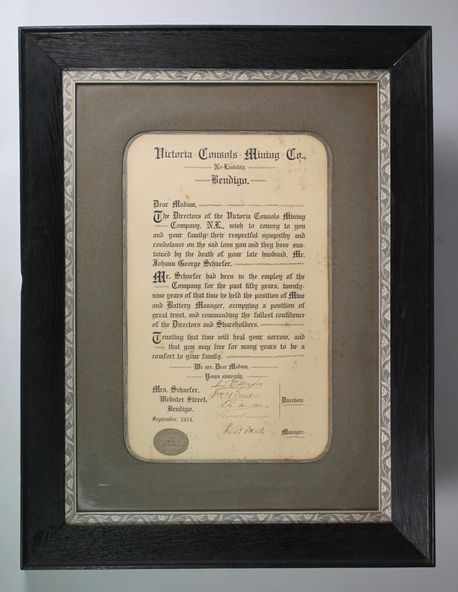 Victoria Consols Mining Co.,
No-Liability,
Bendigo.
Dear Madam,
The Directors of the Victoria Consols Mining
Company, N.L., wish to convey to you
and your family their respectful sympathy and
condolence on the sad loss you and they have sus-
tained by the death of your late husband, Mr.
Johann George Schaefer.
Mr. Schaefer had been in the employ of the
Company for the past fifty years, twenty-
nine years of that time he held the position of Mine
and Battery Manager, occupying a position of
great trust, and commanding the fullest confidence
of the Directors and Shareholders.
Trusting that time will heal your sorrow, and
that you may live for many years to be a
comfort to your family.
We are, Dear Madam,
Yours sincerely,
Mrs. Schaefer,
Webster Street,
Bendigo.
September, 1914.
Directors.
Manager.